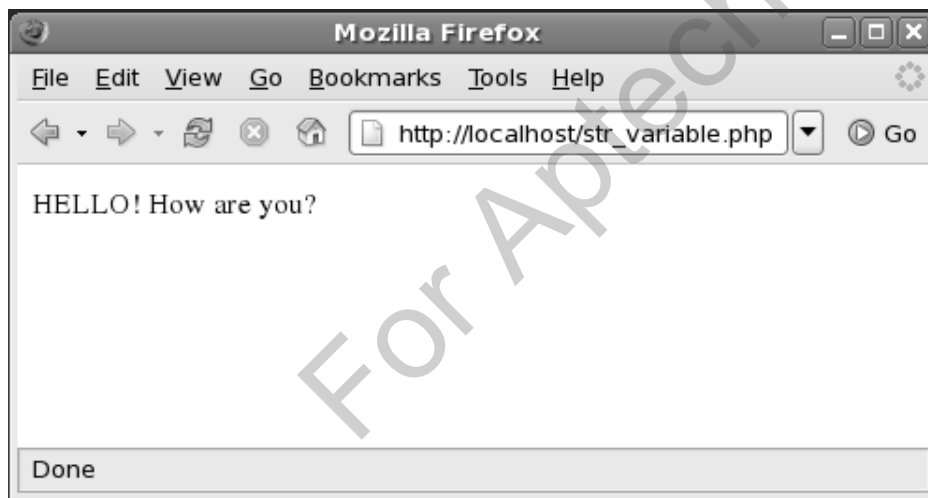 Mozilla Firefox
File Edit View Go Bookmarks Tools Help
http://localhost/str_variable.php Go
HELLO! How are you?
For Aptech
Done